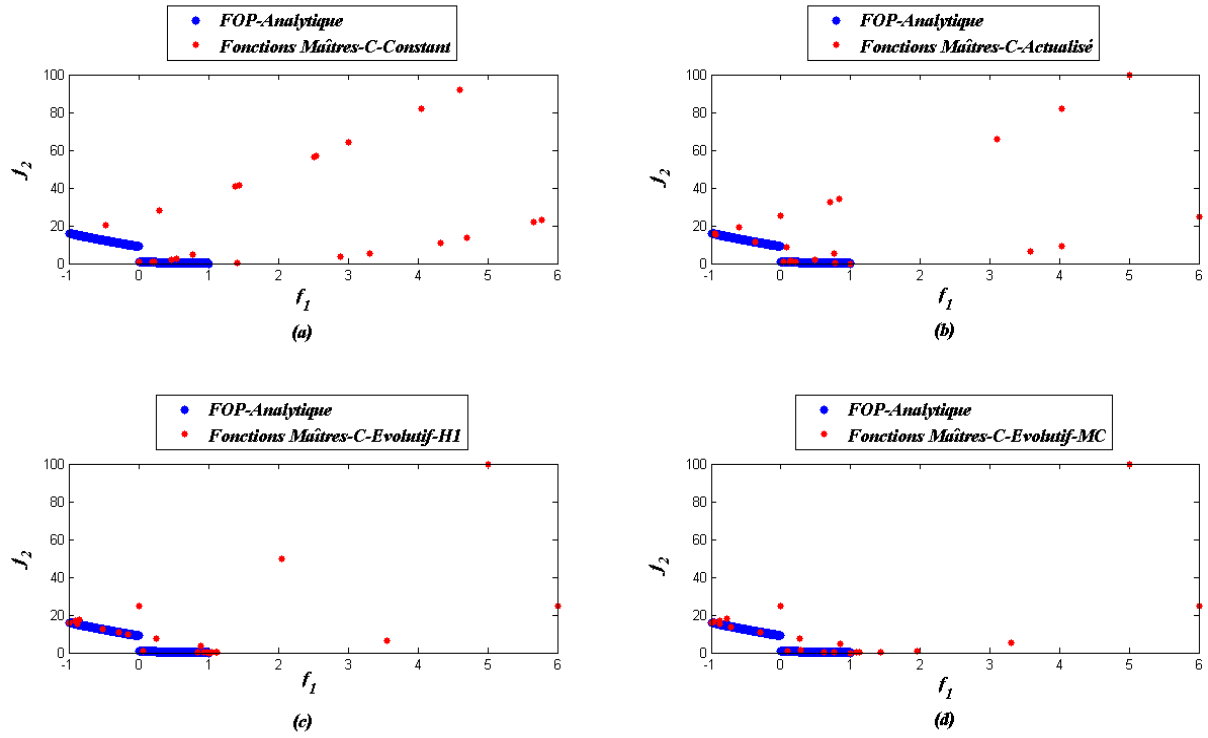 FOP-Analytique
Fonctions Maîtres-C-Constant
100
80
60
40
20
0
f2
-1 0 1 2 3 4 5 6
f1
(a)
FOP-Analytique
Fonctions Maîtres-C-Actualisé
100
80
60
40
20
0
f2
-1 0 1 2 3 4 5 6
f1
(b)
FOP-Analytique
Fonctions Maîtres-C-Evolutif-H1
100
80
60
40
20
0
f2
-1 0 1 2 3 4 5 6
f1
(c)
FOP-Analytique
Fonctions Maîtres-C-Evolutif-MC
100
80
60
40
20
0
f2
-1 0 1 2 3 4 5 6
f1
(d)